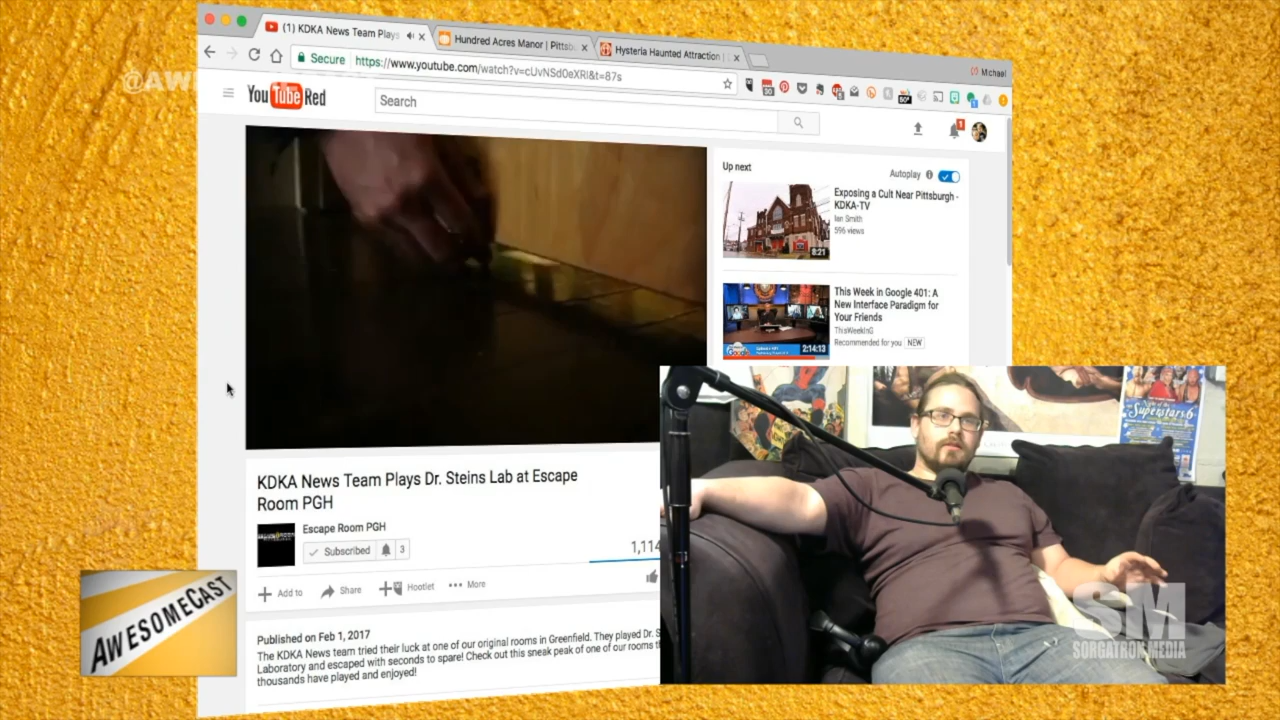 (1) KDKA News Team Plays
Hundred Acres Manor | Pittsb
Hysteria Haunted Attraction |
Michael
Secure
https://www.youtube.com/watch?v=cUvNSd0eXRI&t=87s
@AW
YouTube Red
Search
Up next
Autoplay
Exposing a Cult Near Pittsburgh -
KDKA-TV
Ian Smith
596 views
8:21
This Week in Google 401: A
New Interface Paradigm for
Your Friends
ThisWeekInG
Recommended for you NEW
2:14:13
KDKA News Team Plays Dr. Steins Lab at Escape
Room PGH
Escape Room PGH
Subscribed 3
1,114
Add to
Share
Hootlet
More
Published on Feb 1, 2017
The KDKA News team tried their luck at one of our original rooms in Greenfield. They played Dr. S
Laboratory and escaped with seconds to spare! Check out this sneak peak of one of our rooms th
thousands have played and enjoyed!
AWESOMECAST
Superstars 6
SM
SORGATRON MEDIA